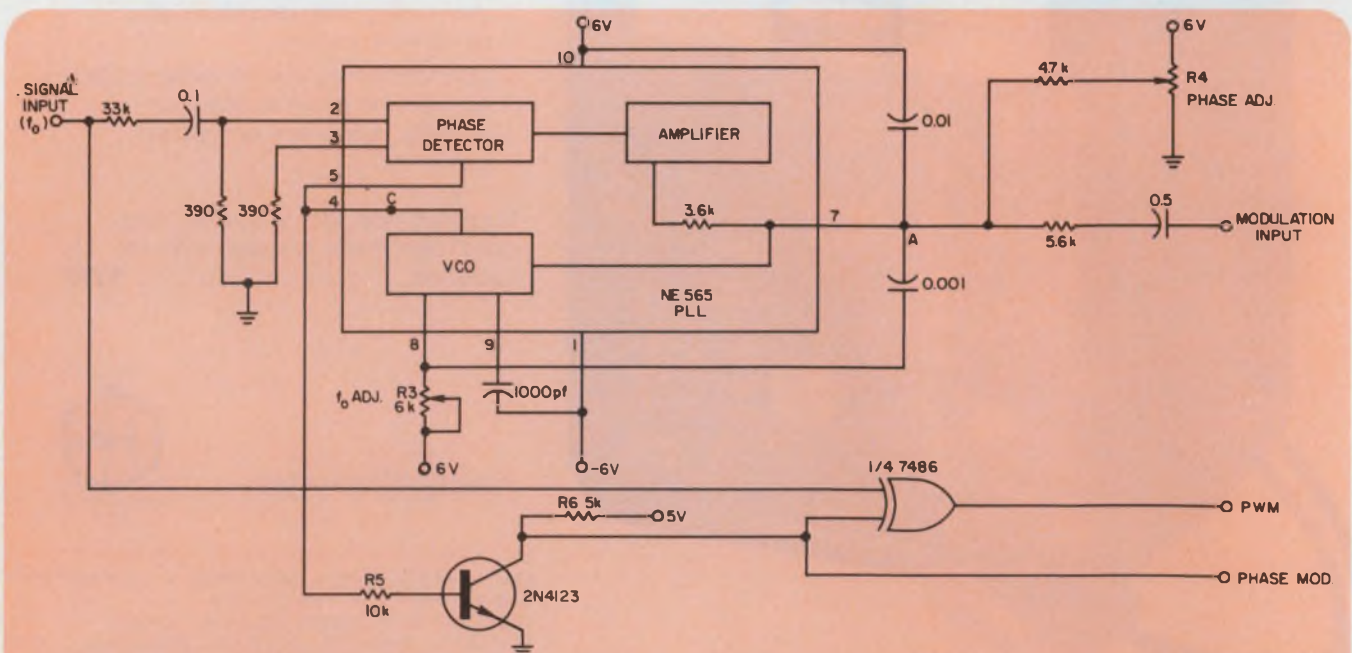 SIGNAL
INPUT
(fo)
33k
0.1
390
390
2
3
5
4
C
PHASE
DETECTOR
AMPLIFIER
VCO
3.6k
NE 565
PLL
10
6V
7
A
0.01
0.001
47k
6V
R4
PHASE ADJ.
5.6k
0.5
MODULATION
INPUT
8
9
1
fo ADJ.
R3
6k
1000pf
6V
-6V
1/4 7486
PWM
R6 5k
5V
R5
10k
2N4123
PHASE MOD.